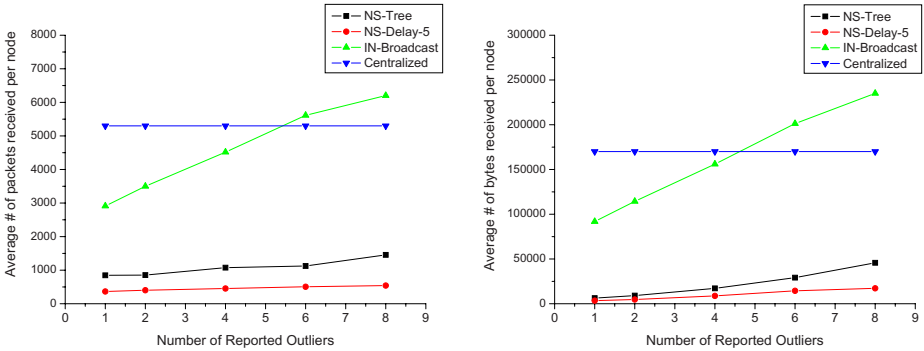 NS-Tree
NS-Delay-5
IN-Broadcast
Centralized
8000
7000
6000
5000
4000
3000
2000
1000
0
Average # of packets received per node
0 1 2 3 4 5 6 7 8 9
Number of Reported Outliers
NS-Tree
NS-Delay-5
IN-Broadcast
Centralized
300000
250000
200000
150000
100000
50000
0
Average # of bytes received per node
0 1 2 3 4 5 6 7 8 9
Number of Reported Outliers